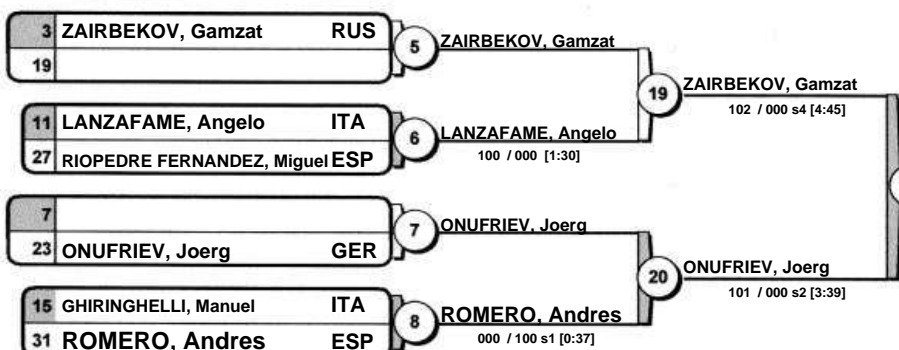 3 ZAIRBEKOV, Gamzat RUS
19
5
ZAIRBEKOV, Gamzat
11 LANZAFAME, Angelo ITA
27 RIOPEDRE FERNANDEZ, Miguel ESP
6
LANZAFAME, Angelo
100 / 000 [1:30]
19
ZAIRBEKOV, Gamzat
102 / 000 s4 [4:45]
7
23 ONUFRIEV, Joerg GER
7
ONUFRIEV, Joerg
15 GHIRINGHELLI, Manuel ITA
31 ROMERO, Andres ESP
8
ROMERO, Andres
000 / 100 s1 [0:37]
20
ONUFRIEV, Joerg
101 / 000 s2 [3:39]